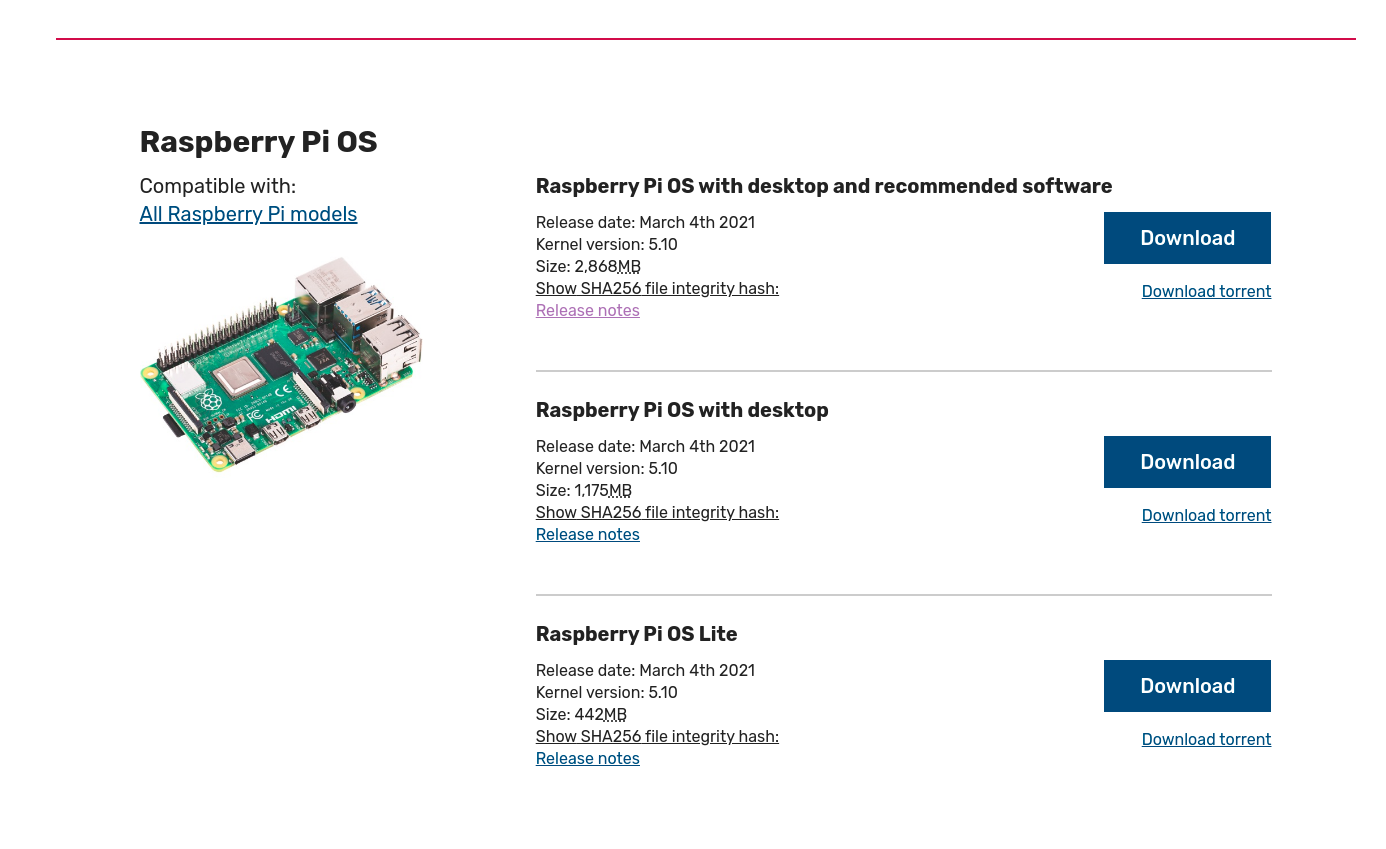 Raspberry Pi OS
Compatible with:
All Raspberry Pi models
Raspberry Pi OS with desktop and recommended software
Release date: March 4th 2021
Kernel version: 5.10
Size: 2,868MB
Show SHA256 file integrity hash:
Release notes
Download
Download torrent
Raspberry Pi OS with desktop
Release date: March 4th 2021
Kernel version: 5.10
Size: 1,175MB
Show SHA256 file integrity hash:
Release notes
Download
Download torrent
Raspberry Pi OS Lite
Release date: March 4th 2021
Kernel version: 5.10
Size: 442MB
Show SHA256 file integrity hash:
Release notes
Download
Download torrent
HDMI
FC
CE